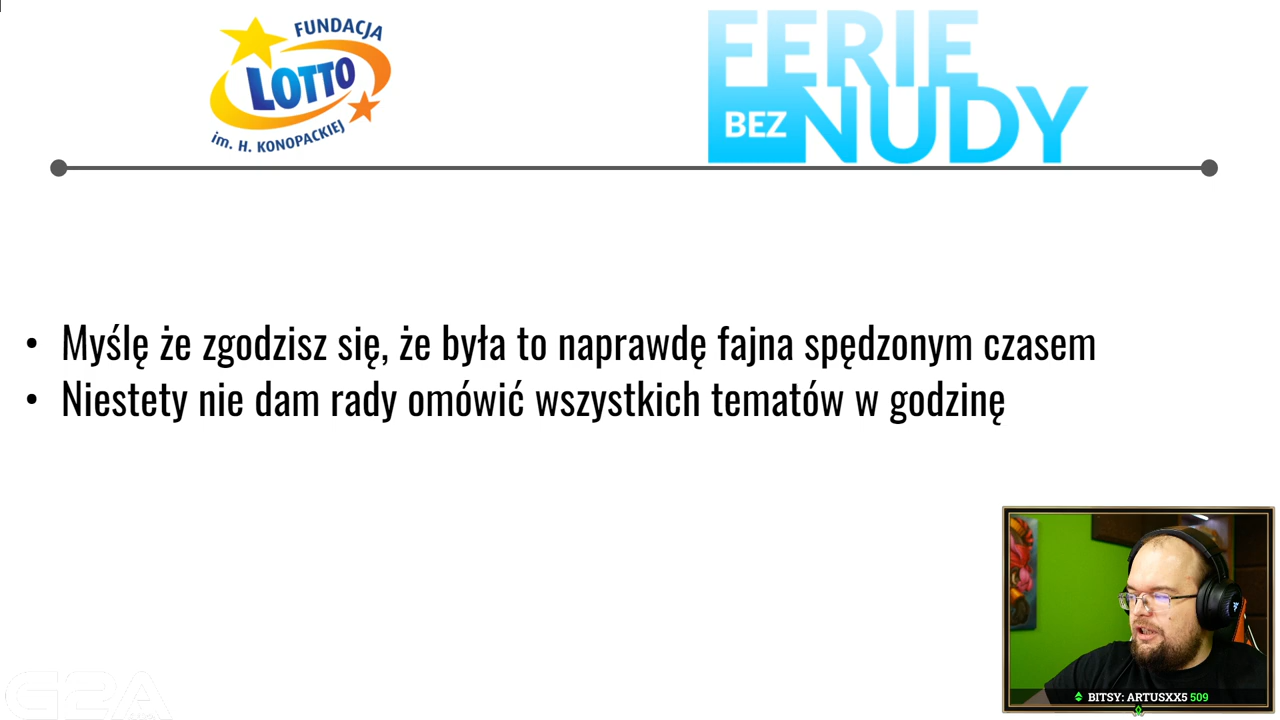 FUNDACJA
LOTTO
im. H. KONOPACKIEJ
FERIE
BEZ NUDY
• Myślę że zgodzisz się, że była to naprawdę fajna spędzonym czasem
• Niestety nie dam rady omówić wszystkich tematów w godzinę
G2A
BITSY: ARTUSXX5 509